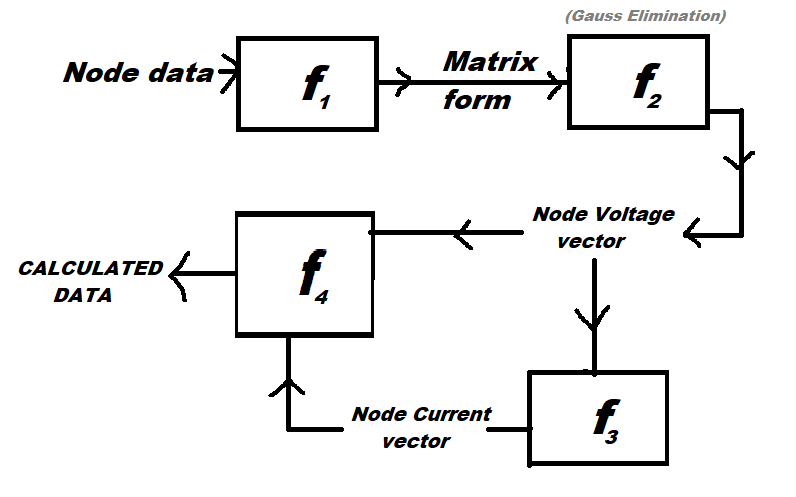 (Gauss Elimination)
Node data
f1
Matrix
form
f2
Node Voltage
vector
f4
CALCULATED
DATA
f3
Node Current
vector